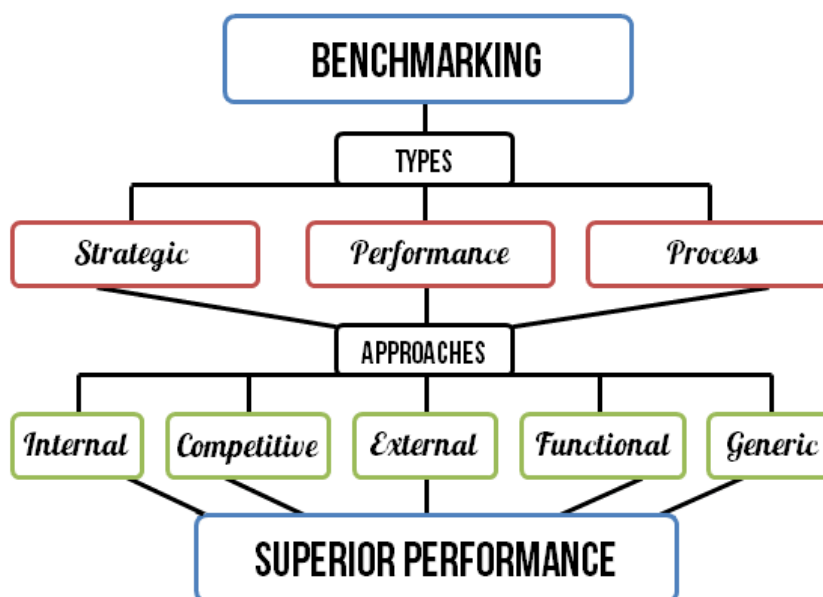 BENCHMARKING
TYPES
Strategic
Performance
Process
APPROACHES
Internal
Competitive
External
Functional
Generic
SUPERIOR PERFORMANCE